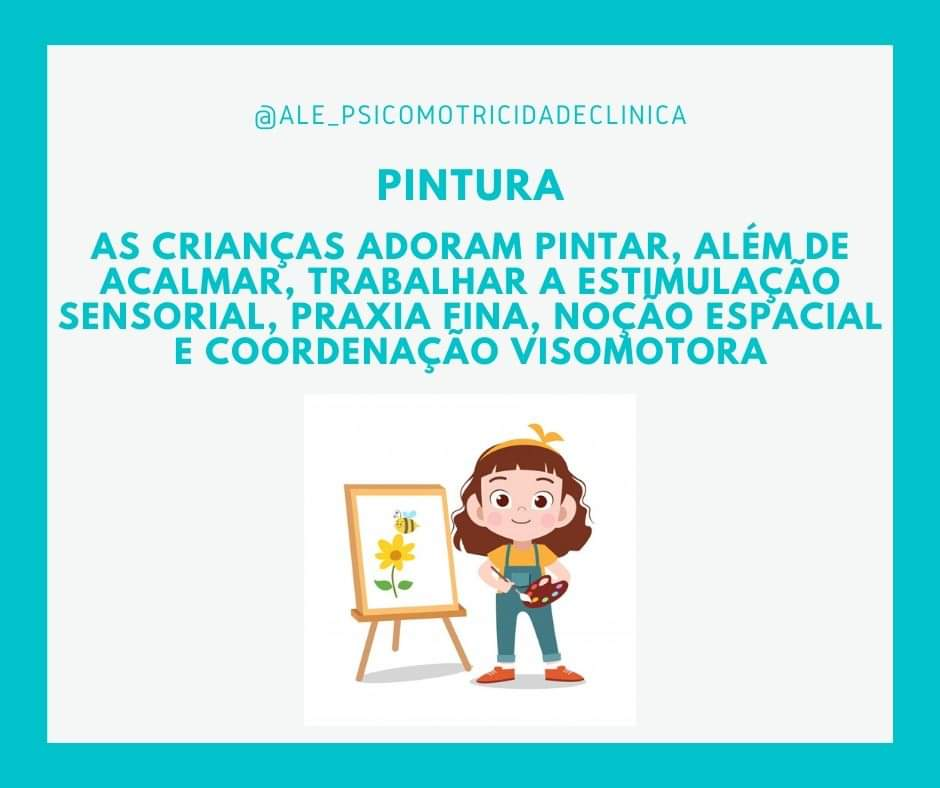 @ALE_PSICOMOTRICIDADECLINICA
PINTURA
AS CRIANÇAS ADORAM PINTAR, ALÉM DE
ACALMAR, TRABALHAR A ESTIMULAÇÃO
SENSORIAL, PRAXIA FINA, NOÇÃO ESPACIAL
E COORDENAÇÃO VISOMOTORA